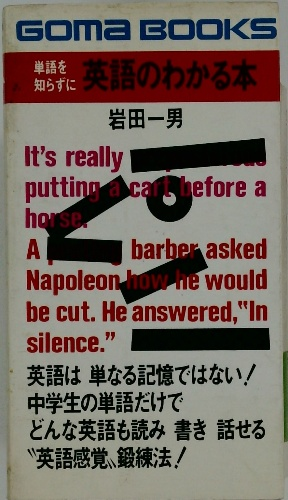 GOMA BOOKS
単語を
知らずに 英語のわかる本
岩田一男
It's really
putting a cart before a
horse.
A barber asked
Napoleon how he would
be cut. He answered,"In
silence."
英語は 単なる記憶ではない!
中学生の単語だけで
どんな英語も読み 書き 話せる
"英語感覚"鍛練法!